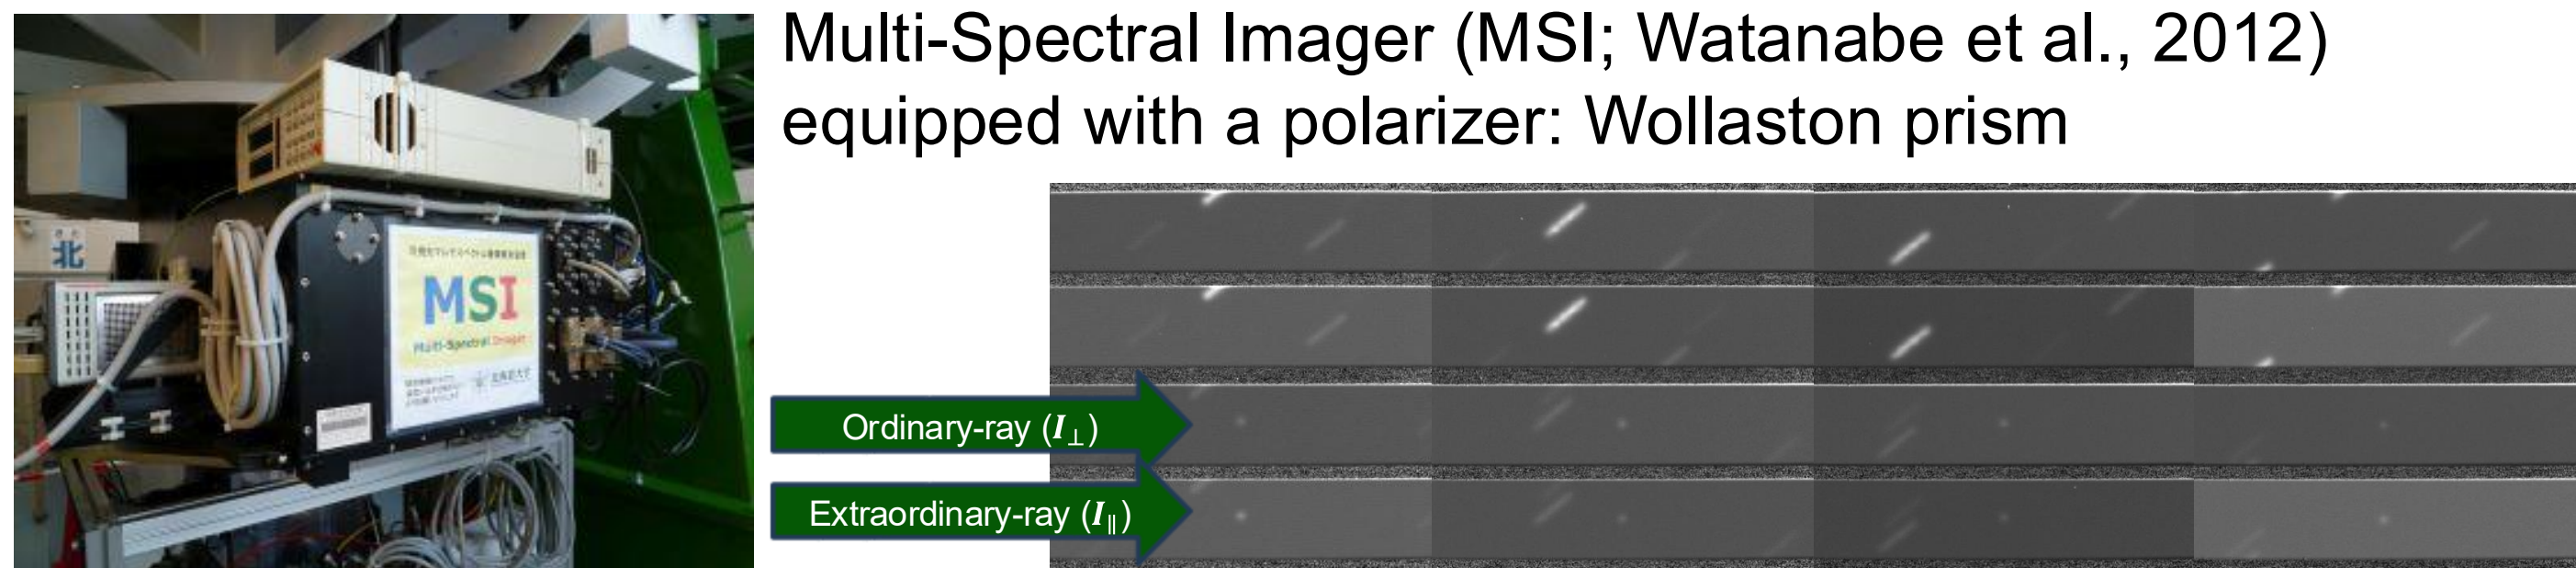 Multi-Spectral Imager (MSI; Watanabe et al., 2012)
equipped with a polarizer: Wollaston prism
北
MSI
Multi-Spectral Imager
Ordinary-ray (I⊥)
Extraordinary-ray (I∥)